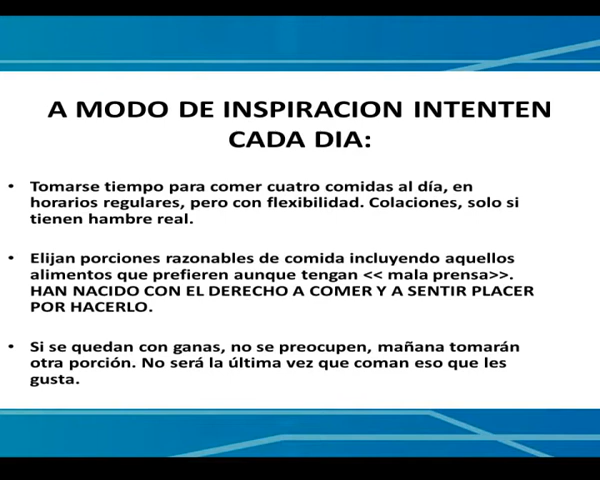 A MODO DE INSPIRACION INTENTEN
CADA DIA:
• Tomarse tiempo para comer cuatro comidas al día, en
horarios regulares, pero con flexibilidad. Colaciones, solo si
tienen hambre real.
• Elijan porciones razonables de comida incluyendo aquellos
alimentos que prefieren aunque tengan << mala prensa>>.
HAN NACIDO CON EL DERECHO A COMER Y A SENTIR PLACER
POR HACERLO.
• Si se quedan con ganas, no se preocupen, mañana tomarán
otra porción. No será la última vez que coman eso que les
gusta.